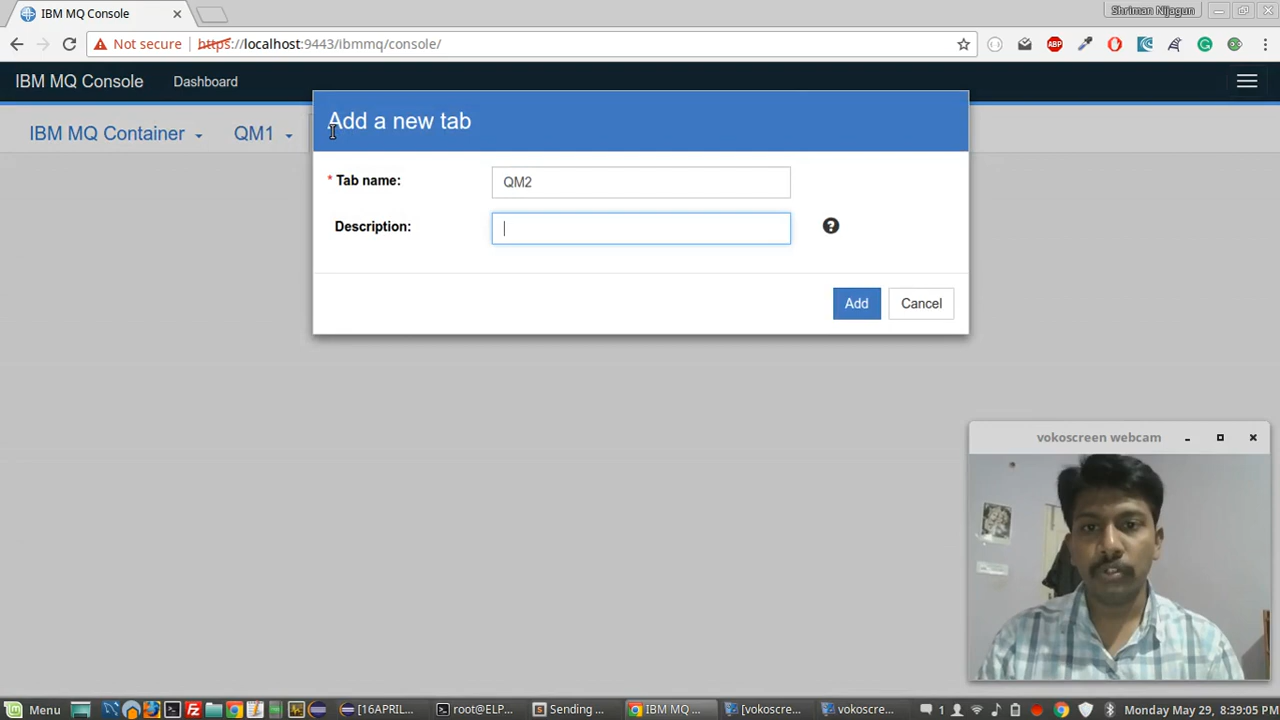 IBM MQ Console
Shriman Nijagun
Not secure https://localhost:9443/ibmmq/console/
IBM MQ Console Dashboard
IBM MQ Container QM1
Add a new tab
* Tab name: QM2
Description:
Add Cancel
vokoscreen webcam
Menu [16APRIL... root@ELP... Sending ... IBM MQ ... [vokoscre... vokoscre... 1 Monday May 29, 8:39:05 PM